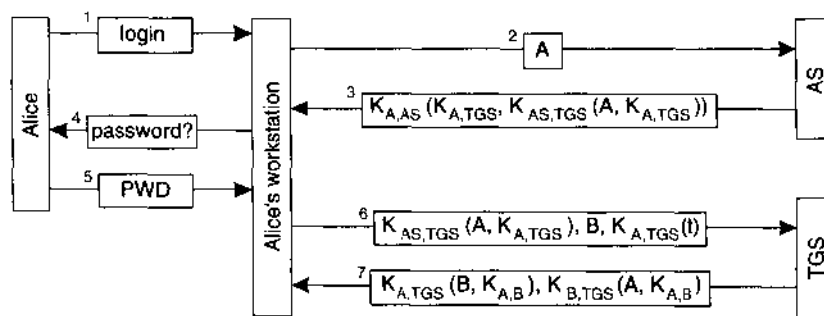 Alice
1 login
4 password?
5 PWD
Alice's workstation
2 A
3 K_A,AS (K_A,TGS, K_AS,TGS (A, K_A,TGS))
AS
6 K_AS,TGS (A, K_A,TGS), B, K_A,TGS(t)
7 K_A,TGS (B, K_A,B), K_B,TGS (A, K_A,B)
TGS